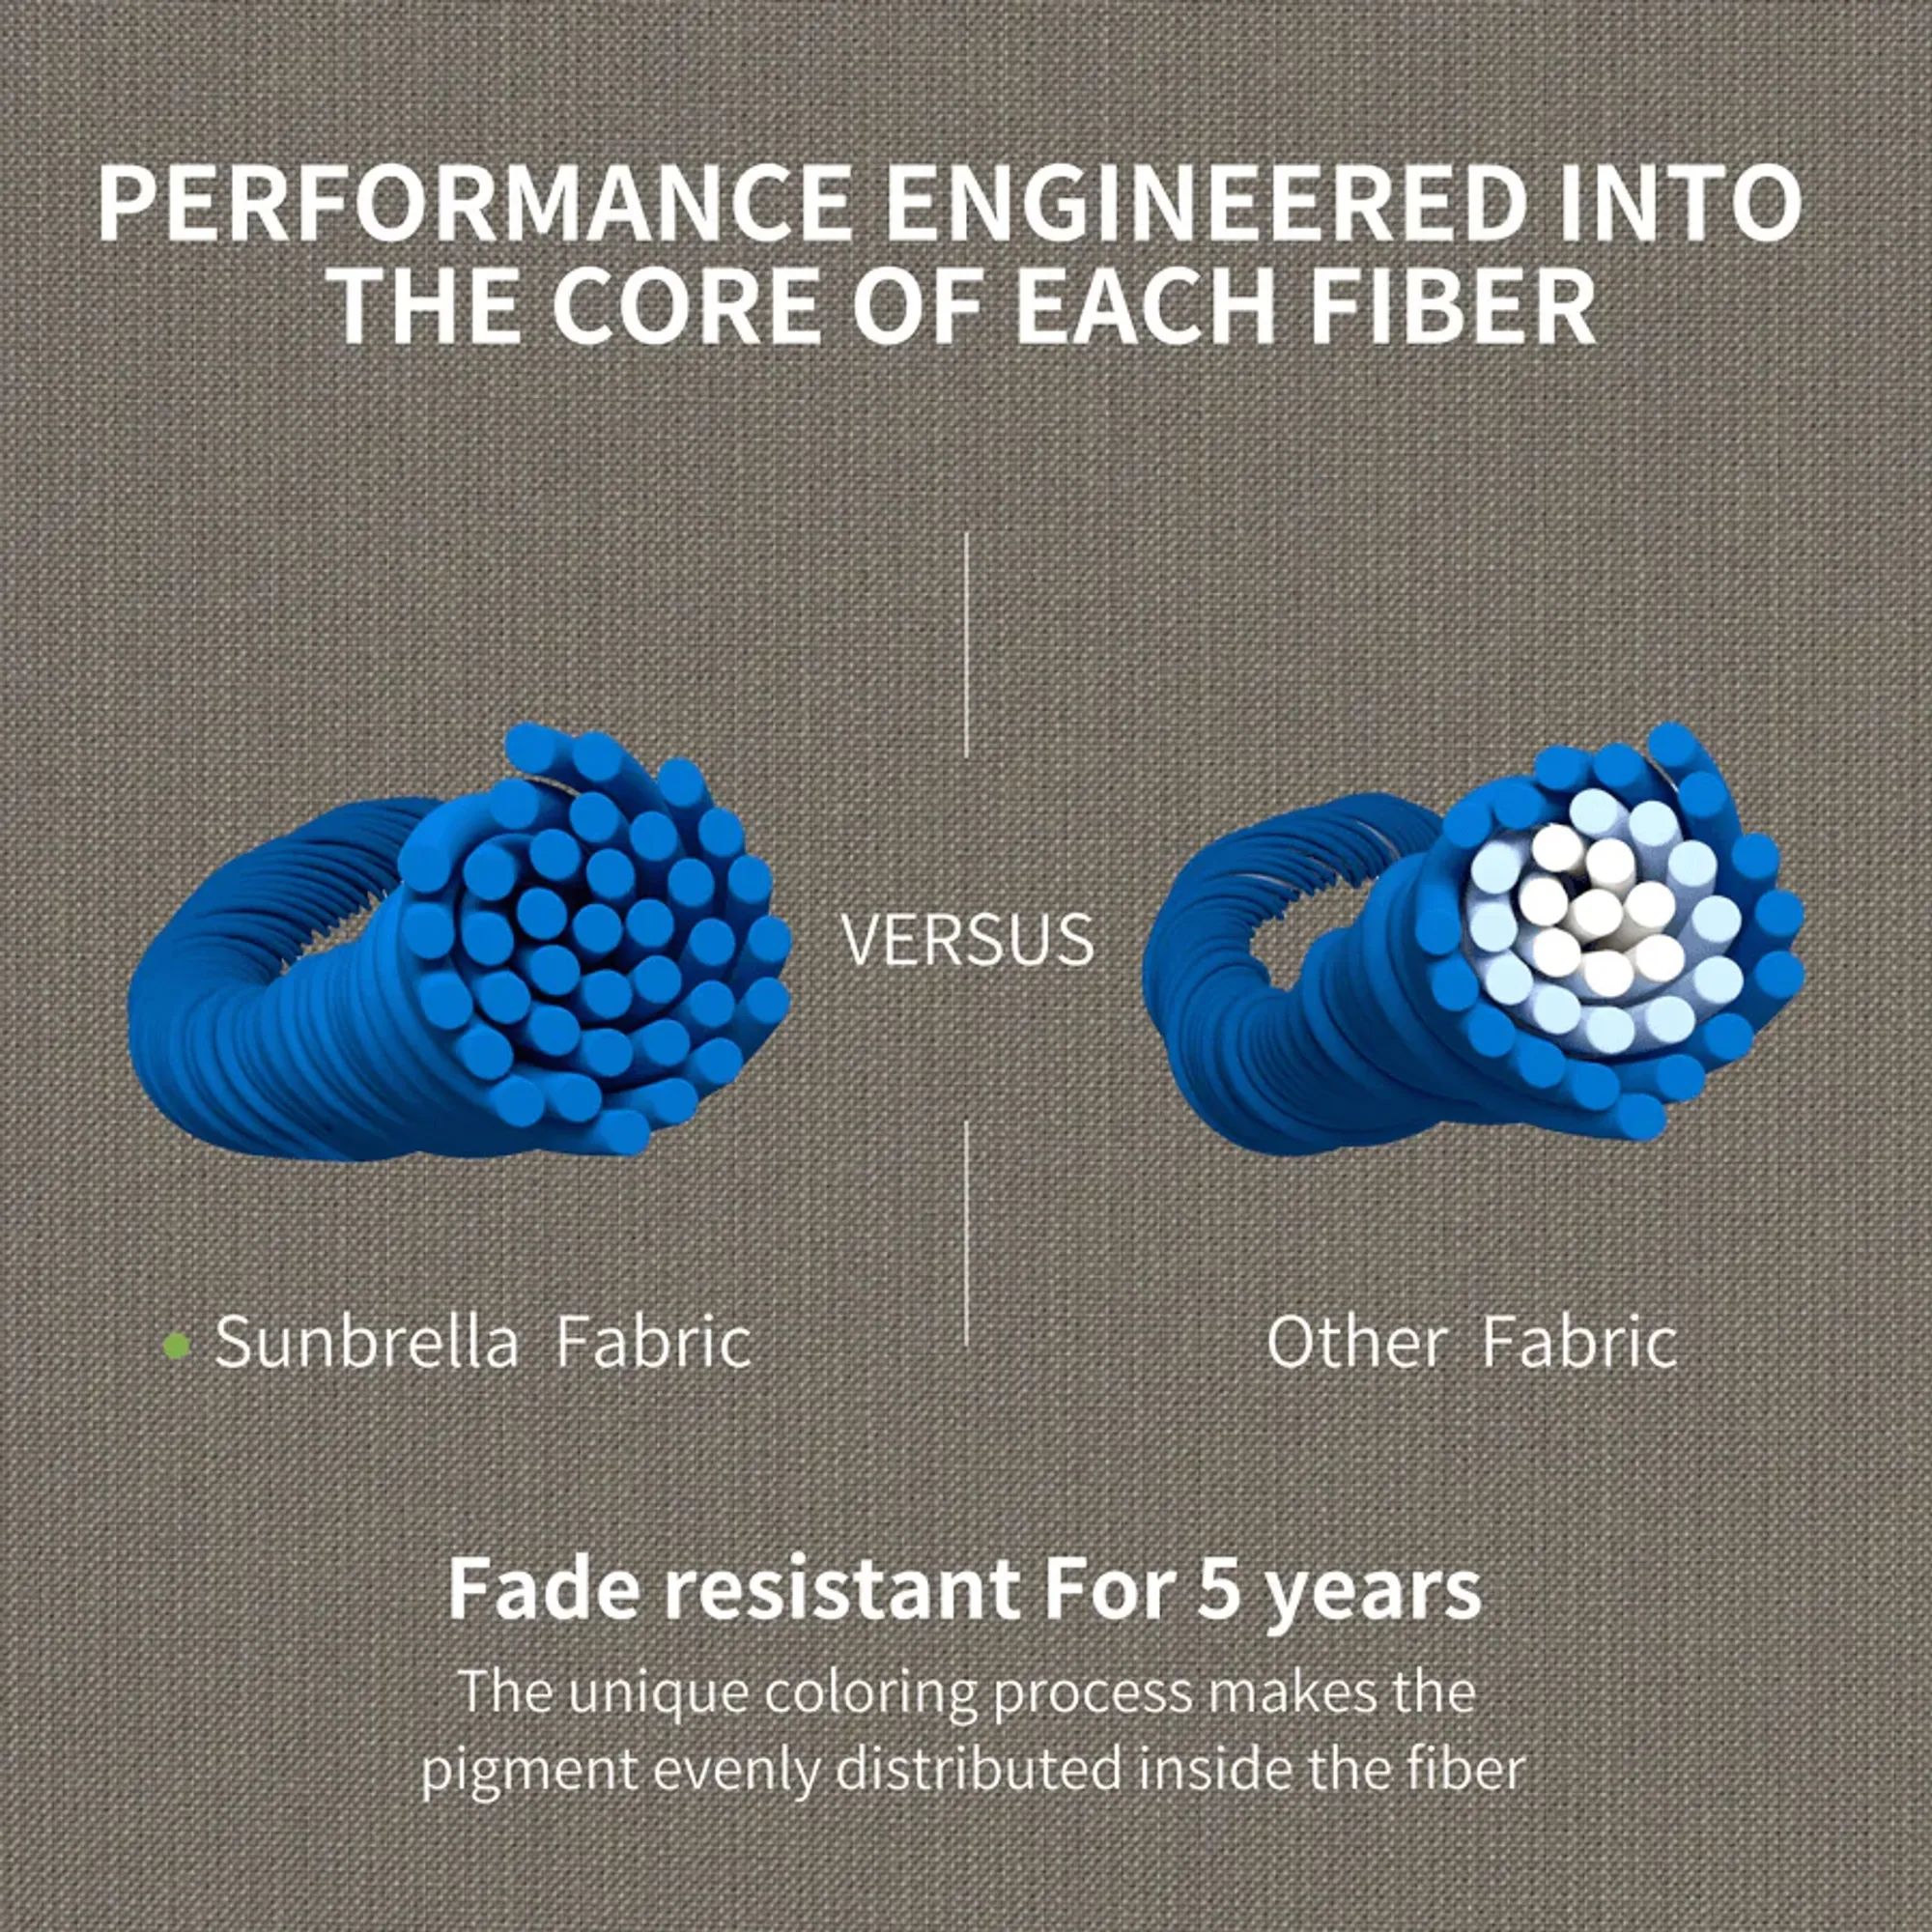 PERFORMANCE ENGINEERED INTO
THE CORE OF EACH FIBER
VERSUS
Sunbrella Fabric
Other Fabric
Fade resistant For 5 years
The unique coloring process makes the
pigment evenly distributed inside the fiber